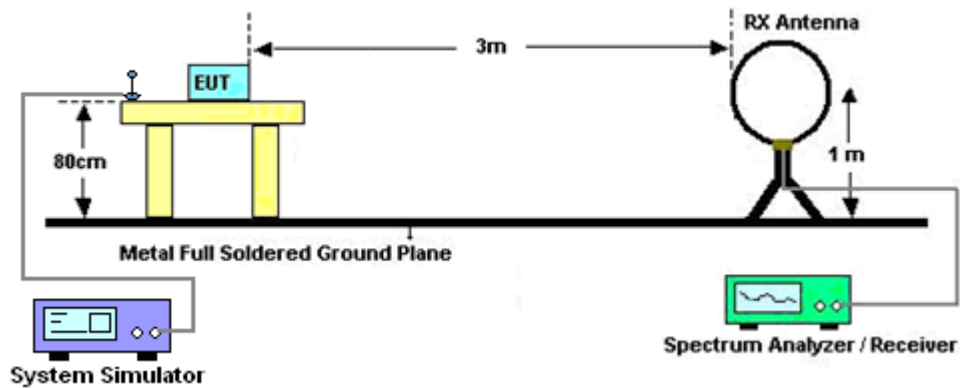 RX Antenna
3m
EUT
80cm
1 m
Metal Full Soldered Ground Plane
Spectrum Analyzer / Receiver
System Simulator